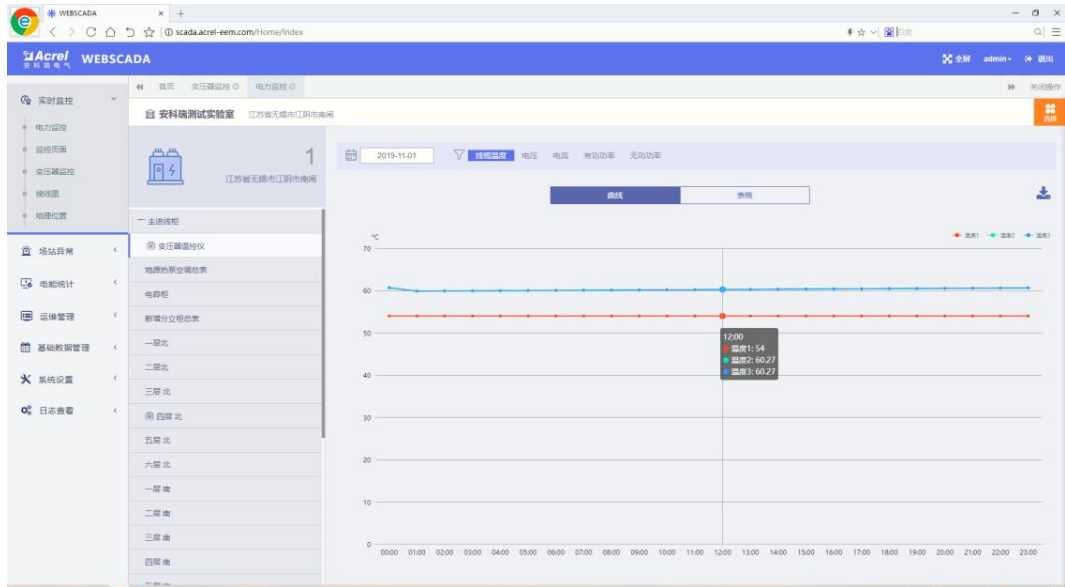 WEBSCADA
scada.acrel-eem.com/Home/Index
百度
Acrel WEBSCADA
安科瑞电气
全屏 admin 退出
首页 变压器监控 电力监控 关闭操作
安科瑞测试实验室 江苏省无锡市江阴市南闸
选择
实时监控
电力监控
监控页面
变压器监控
接线图
地理位置
场站异常
电能统计
运维管理
基础数据管理
系统设置
日志查看
1
江苏省无锡市江阴市南闸
主进线柜
变压器温控仪
地源热泵空调总表
电容柜
新增分立柜总表
一层北
二层北
三层 北
四层 北
五层 北
六层 北
一层 南
二层 南
三层 南
四层 南
2019-11-01 线缆温度 电压 电流 有功功率 无功功率
曲线 表格
温度1 温度2 温度3
℃
70
60
50
40
30
20
10
0
12:00
温度1: 54
温度2: 60.27
温度3: 60.27
00:00 01:00 02:00 03:00 04:00 05:00 06:00 07:00 08:00 09:00 10:00 11:00 12:00 13:00 14:00 15:00 16:00 17:00 18:00 19:00 20:00 21:00 22:00 23:00